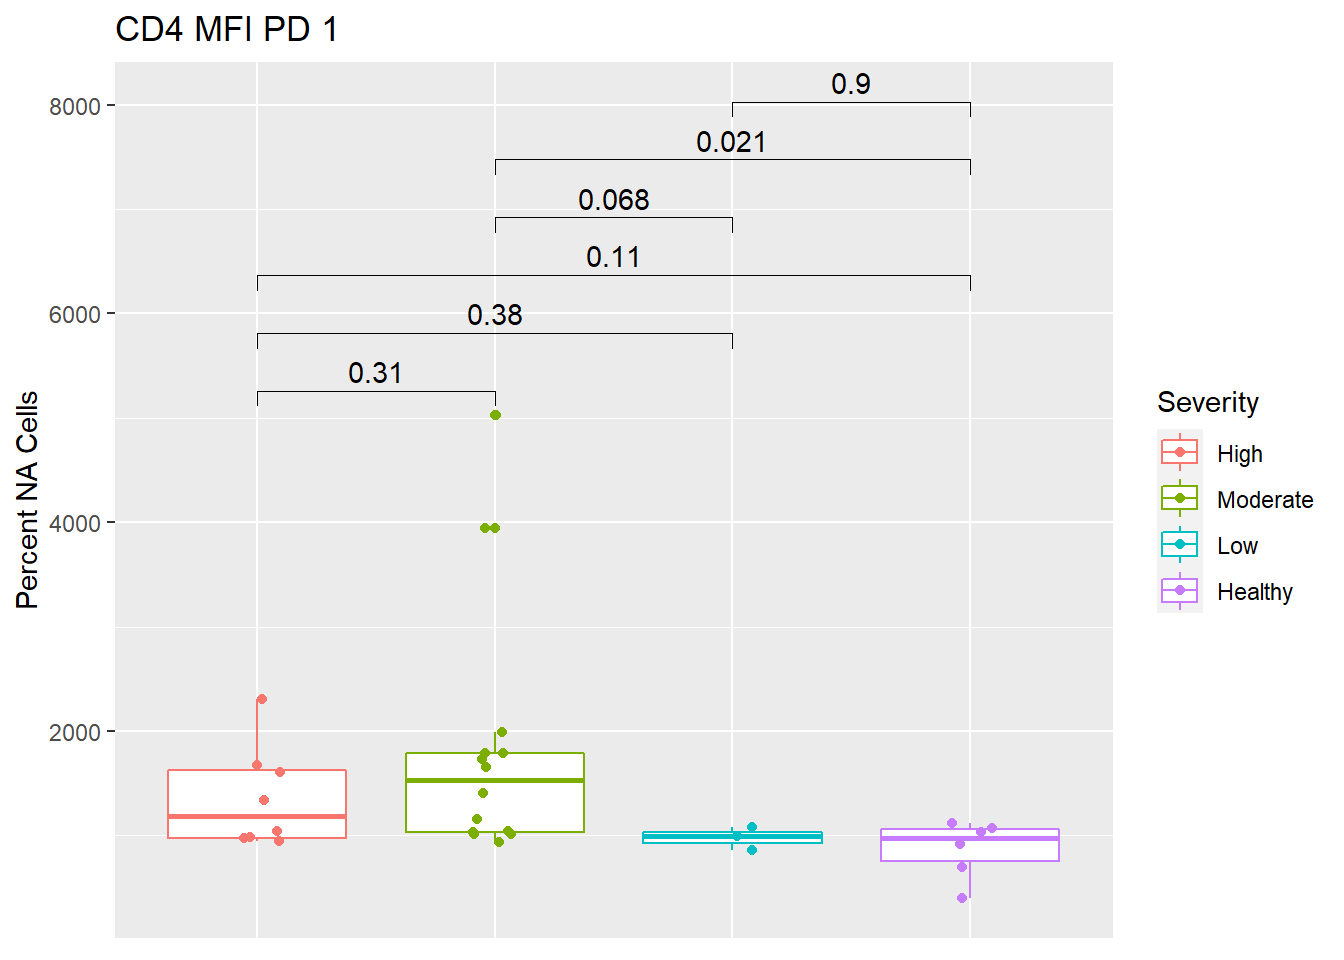 CD4 MFI PD 1
8000
6000
4000
2000
Percent NA Cells
0.9
0.021
0.068
0.11
0.38
0.31
Severity
High
Moderate
Low
Healthy